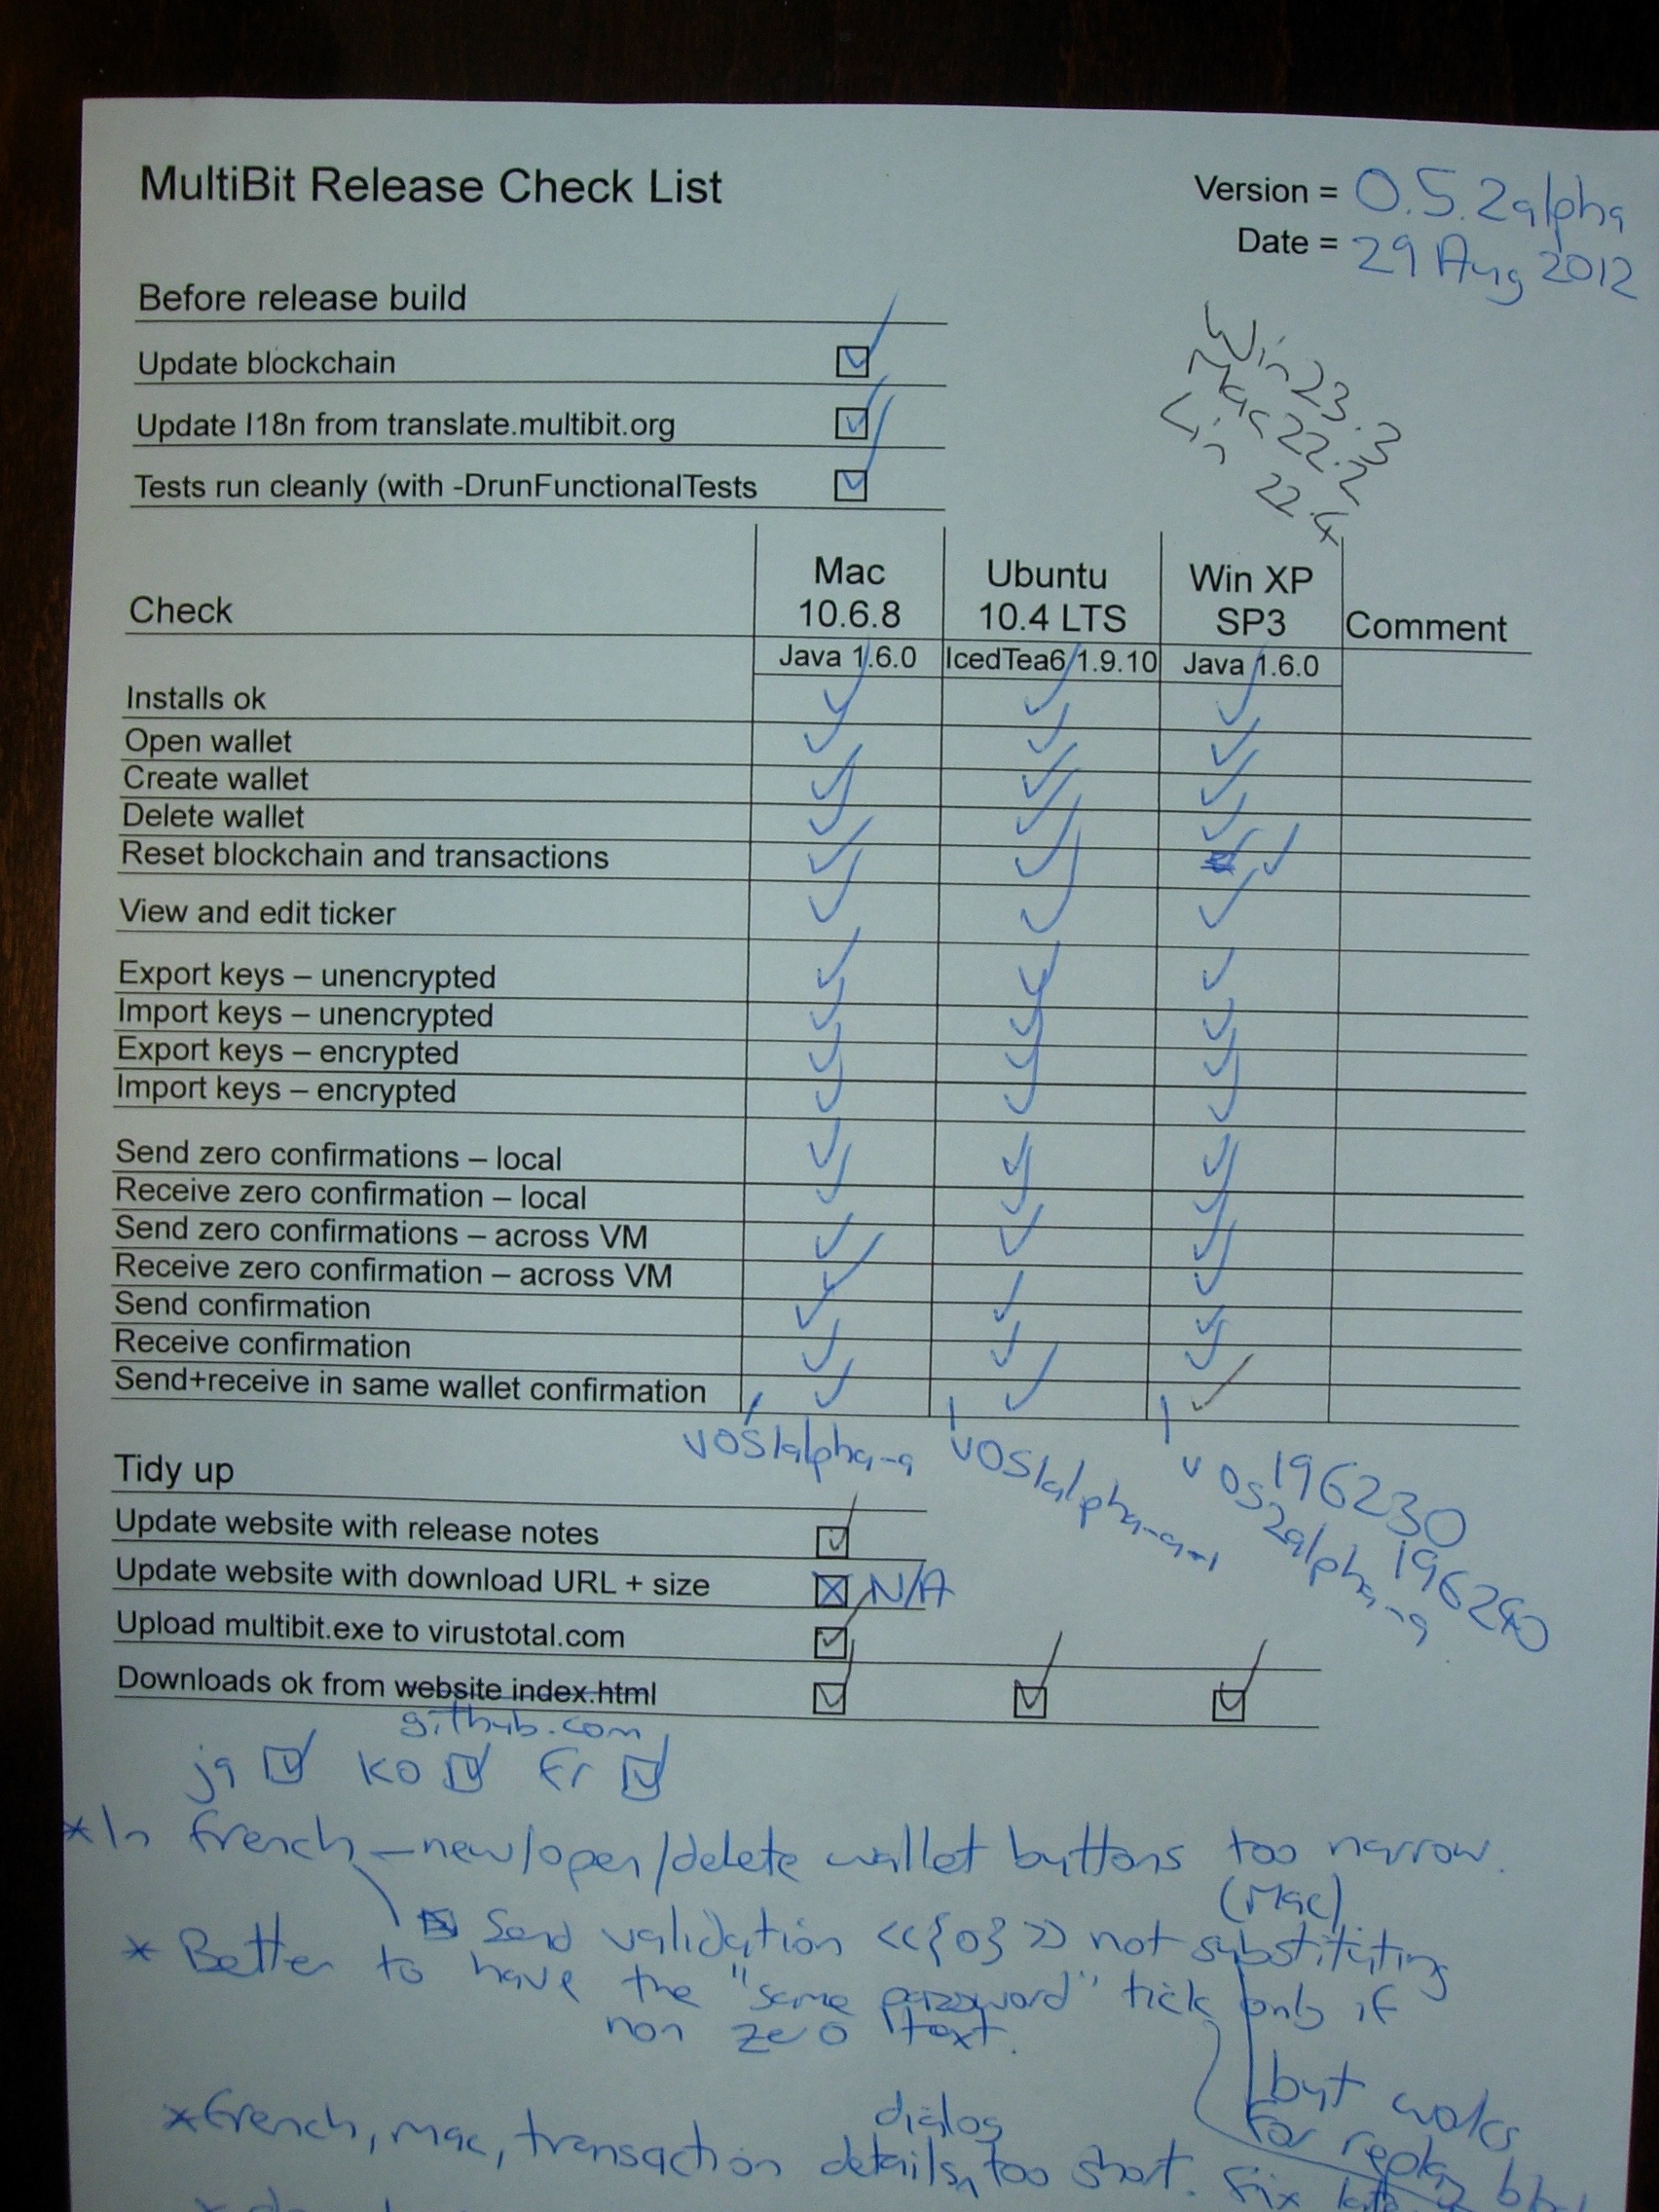 MultiBit Release Check List
Version = 0.5.2alpha
Date = 29 Aug 2012
Before release build
Update blockchain ☑
Update I18n from translate.multibit.org ☑
Tests run cleanly (with -DrunFunctionalTests ☑
Win 23.3
Mac 22.2
Lin 22.4
Check Mac 10.6.8 Ubuntu 10.4 LTS Win XP SP3 Comment
Java 1.6.0 IcedTea6 1.9.10 Java 1.6.0
Installs ok ✓ ✓ ✓
Open wallet ✓ ✓ ✓
Create wallet ✓ ✓ ✓
Delete wallet ✓ ✓ ✓
Reset blockchain and transactions ✓ ✓ ✓
View and edit ticker ✓ ✓ ✓
Export keys – unencrypted ✓ ✓ ✓
Import keys – unencrypted ✓ ✓ ✓
Export keys – encrypted ✓ ✓ ✓
Import keys – encrypted ✓ ✓ ✓
Send zero confirmations – local ✓ ✓ ✓
Receive zero confirmation – local ✓ ✓ ✓
Send zero confirmations – across VM ✓ ✓ ✓
Receive zero confirmation – across VM ✓ ✓
Send confirmation ✓ ✓ ✓
Receive confirmation ✓ ✓ ✓
Send+receive in same wallet confirmation ✓ ✓ ✓
v051alpha-a v051alpha-a-1 v052alpha-a
196230
196240
Tidy up
Update website with release notes ☑
Update website with download URL + size ☒ N/A
Upload multibit.exe to virustotal.com ☑
Downloads ok from website index.html ☑ ☑ ☑
github.com
ja ☑ ko ☑ fr ☑
*In french – new/open/delete wallet buttons too narrow.
(Mac)
Send validation <<{0}>> not substituting
* Better to have the "same password" tick only if
non zero text.
but works
for replay
*french, mac, transaction details dialog too short. fix